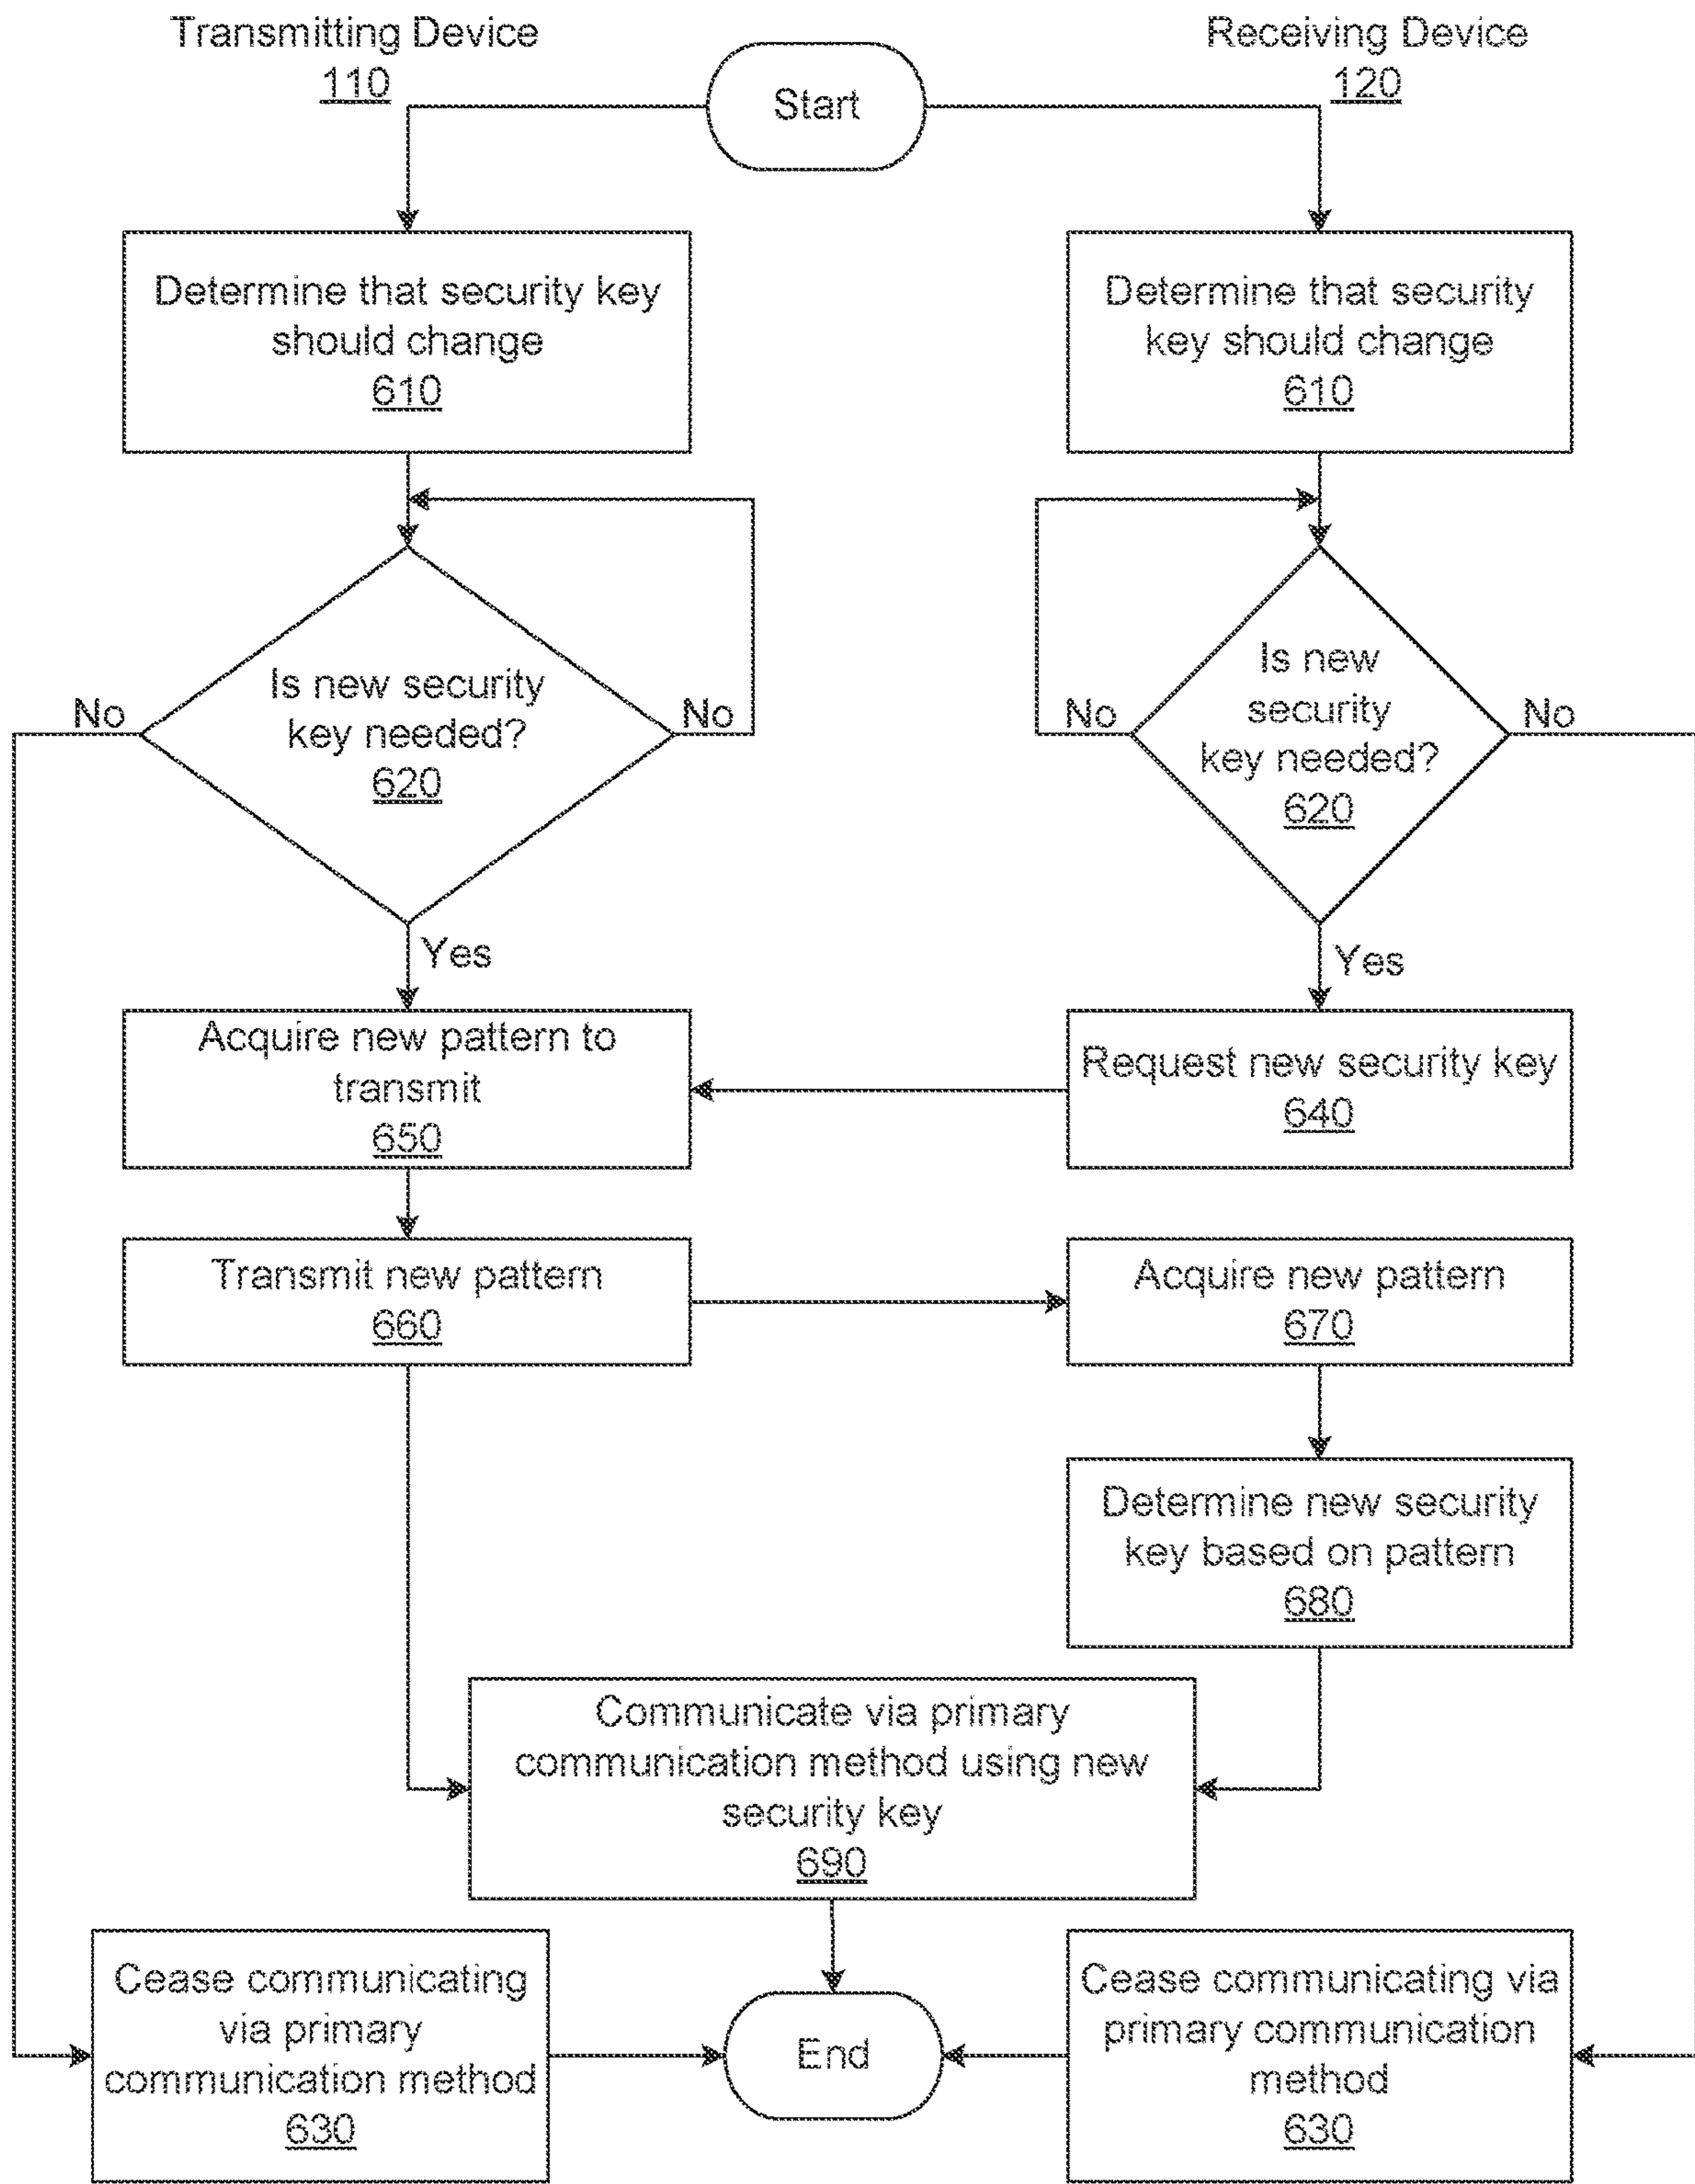 Transmitting Device
110
Receiving Device
120
Start
Determine that security key
should change
610
Determine that security
key should change
610
Is new security
key needed?
620
No
No
Is new
security
key needed?
620
No
No
Yes
Yes
Acquire new pattern to
transmit
650
Request new security key
640
Transmit new pattern
660
Acquire new pattern
670
Determine new security
key based on pattern
680
Communicate via primary
communication method using new
security key
690
Cease communicating
via primary
communication method
630
End
Cease communicating via
primary communication
method
630